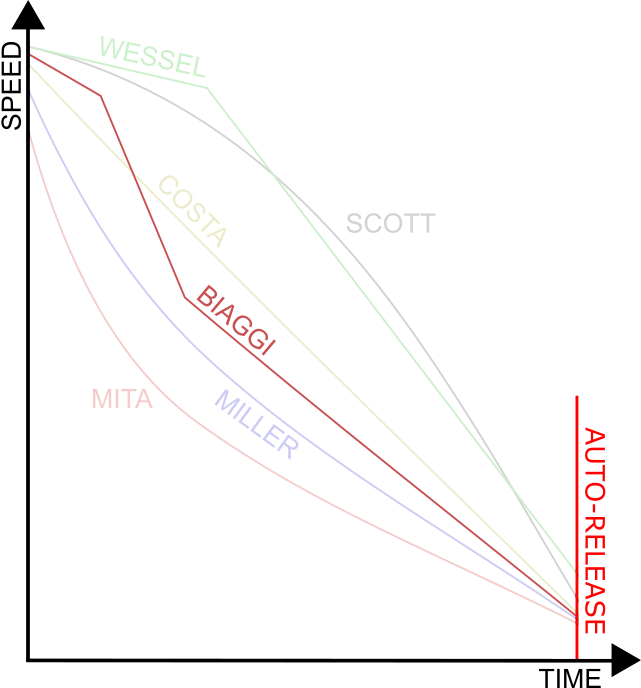 SPEED
WESSEL
COSTA
SCOTT
BIAGGI
MITA
MILLER
AUTO-RELEASE
TIME